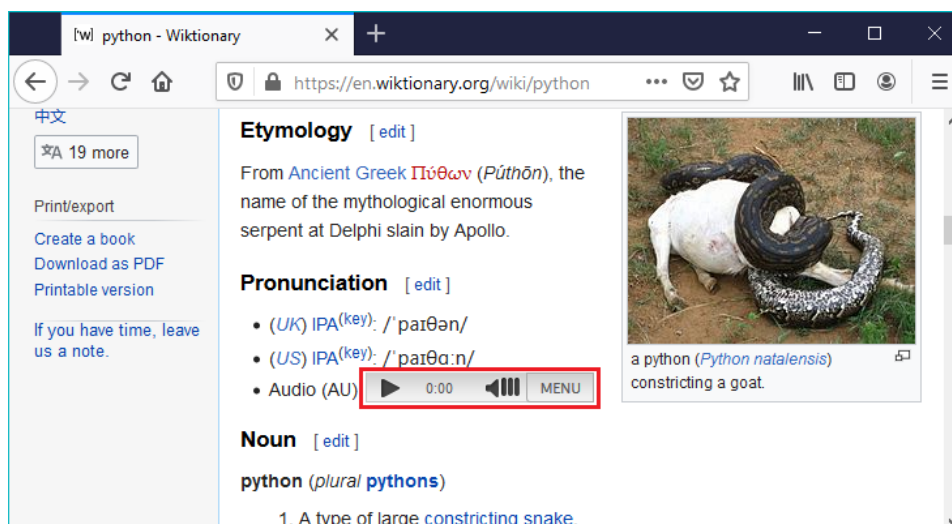 ['w] python - Wiktionary
https://en.wiktionary.org/wiki/python
中文
文A 19 more
Print/export
Create a book
Download as PDF
Printable version
If you have time, leave
us a note.
Etymology [ edit ]
From Ancient Greek Πύθων (Púthōn), the
name of the mythological enormous
serpent at Delphi slain by Apollo.
Pronunciation [ edit ]
• (UK) IPA(key): /ˈpaɪθən/
• (US) IPA(key): /ˈpaɪθɑːn/
• Audio (AU) 0:00 MENU
Noun [ edit ]
python (plural pythons)
1. A type of large constricting snake.
a python (Python natalensis)
constricting a goat.